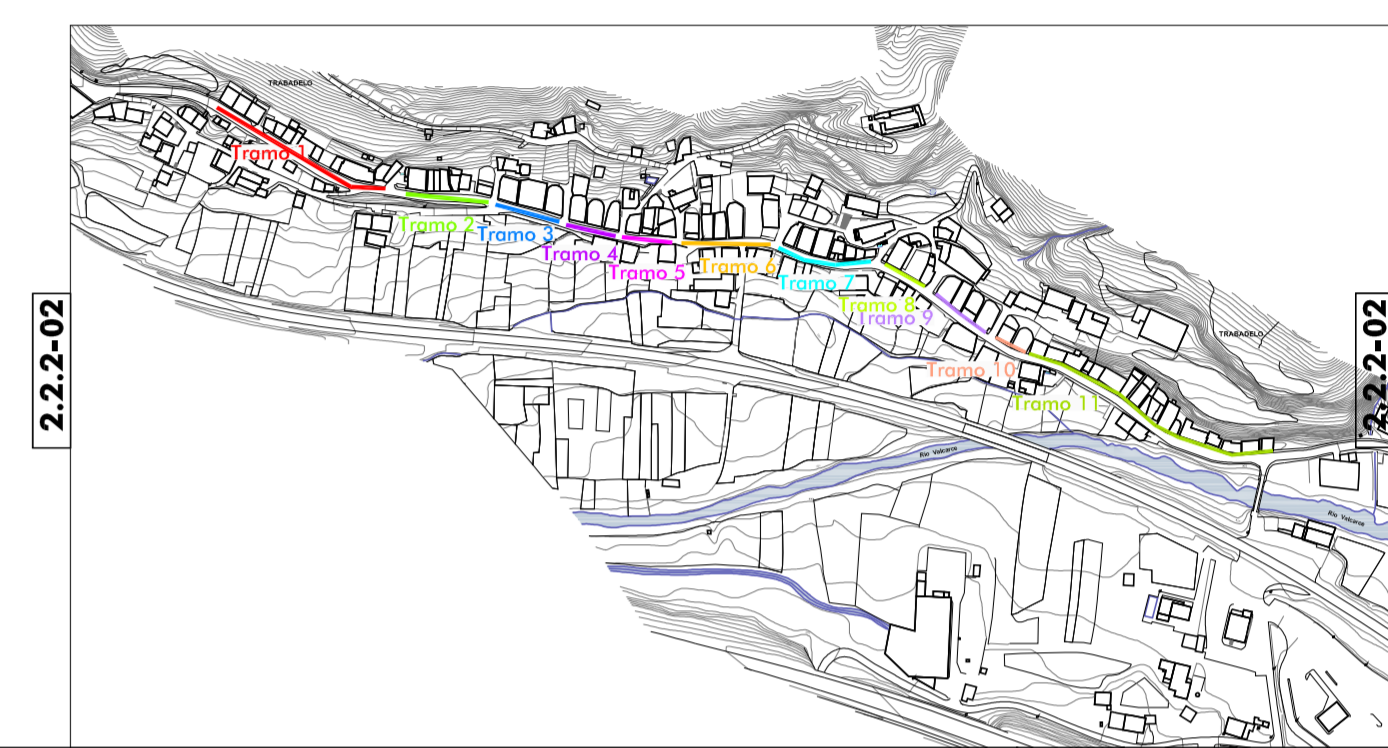 TRABADELO
Tramo 1
Tramo 2
Tramo 3
Tramo 4
Tramo 5
Tramo 6
Tramo 7
Tramo 8
Tramo 9
Tramo 10
Tramo 11
TRABADELO
2.2.2-02
2.2.2-02
Río Valcarce
Río Valcarce